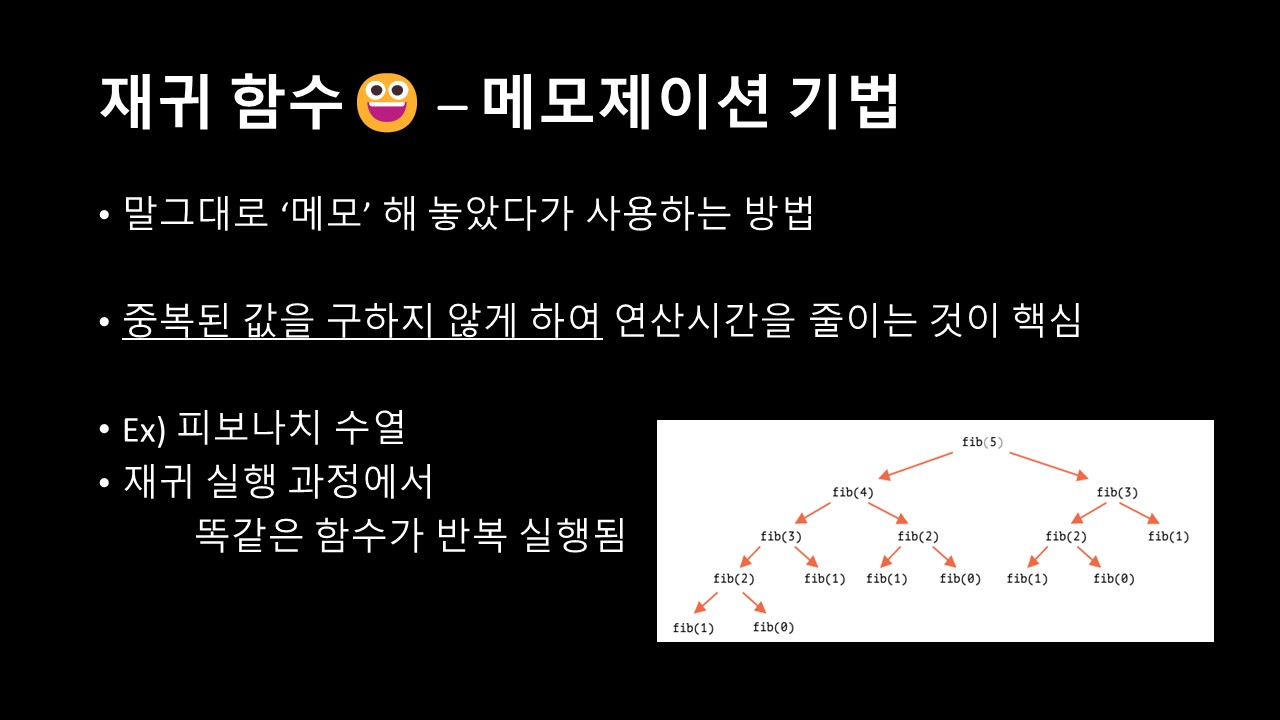 재귀 함수 – 메모제이션 기법
• 말그대로 ‘메모’ 해 놓았다가 사용하는 방법
• 중복된 값을 구하지 않게 하여 연산시간을 줄이는 것이 핵심
• Ex) 피보나치 수열
• 재귀 실행 과정에서
똑같은 함수가 반복 실행됨
fib(5)
fib(4) fib(3)
fib(3) fib(2) fib(2) fib(1)
fib(2) fib(1) fib(1) fib(0) fib(1) fib(0)
fib(1) fib(0)